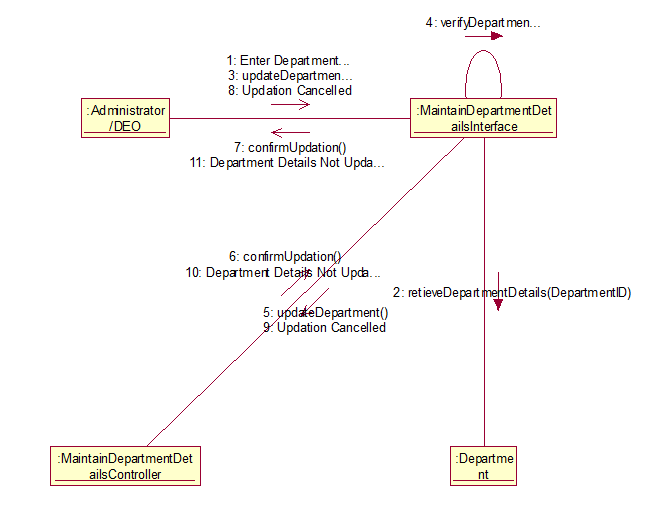 4: verifyDepartmen...
1: Enter Department...
3: updateDepartmen...
8: Updation Cancelled
:Administrator
/DEO
:MaintainDepartmentDet
ailsInterface
7: confirmUpdation()
11: Department Details Not Upda...
6: confirmUpdation()
10: Department Details Not Upda...
2: retieveDepartmentDetails(DepartmentID)
5: updateDepartment()
9: Updation Cancelled
:MaintainDepartmentDet
ailsController
:Departme
nt